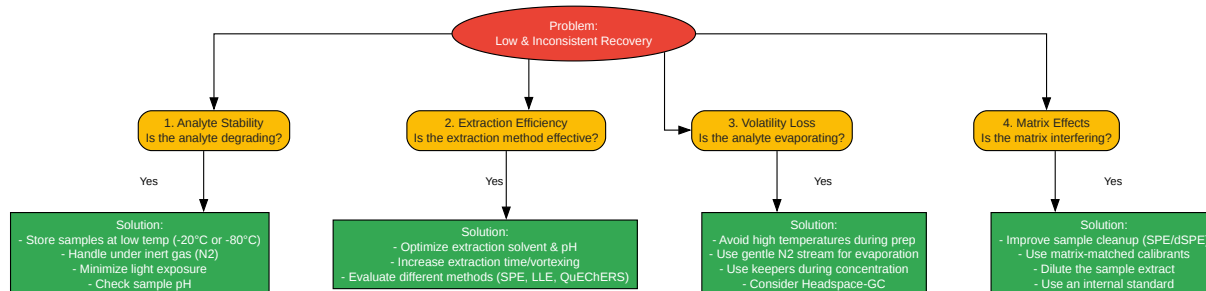 Problem:
Low & Inconsistent Recovery
1. Analyte Stability
Is the analyte degrading?
2. Extraction Efficiency
Is the extraction method effective?
3. Volatility Loss
Is the analyte evaporating?
4. Matrix Effects
Is the matrix interfering?
Yes
Yes
Yes
Yes
Solution:
- Store samples at low temp (-20°C or -80°C)
- Handle under inert gas (N2)
- Minimize light exposure
- Check sample pH
Solution:
- Optimize extraction solvent & pH
- Increase extraction time/vortexing
- Evaluate different methods (SPE, LLE, QuEChERS)
Solution:
- Avoid high temperatures during prep
- Use gentle N2 stream for evaporation
- Use keepers during concentration
- Consider Headspace-GC
Solution:
- Improve sample cleanup (SPE/dSPE)
- Use matrix-matched calibrants
- Dilute the sample extract
- Use an internal standard